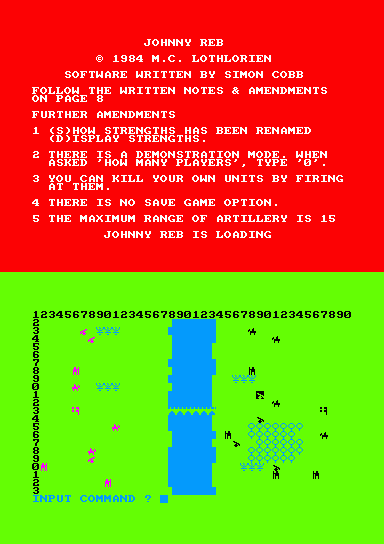 JOHNNY REB
© 1984 M.C. LOTHLORIEN
SOFTWARE WRITTEN BY SIMON COBB
FOLLOW THE WRITTEN NOTES & AMENDMENTS
ON PAGE 8
FURTHER AMENDMENTS
1 (S)HOW STRENGTHS HAS BEEN RENAMED
(D)ISPLAY STRENGTHS.
2 THERE IS A DEMONSTRATION MODE. WHEN
ASKED 'HOW MANY PLAYERS', TYPE '0'.
3 YOU CAN KILL YOUR OWN UNITS BY FIRING
AT THEM.
4 THERE IS NO SAVE GAME OPTION.
5 THE MAXIMUM RANGE OF ARTILLERY IS 15
JOHNNY REB IS LOADING
1234567890123456789012345678901234567890
2
3
4
5
6
7
8
9
0
1
2
3
4
5
6
7
8
9
0
1
2
3
INPUT COMMAND ?